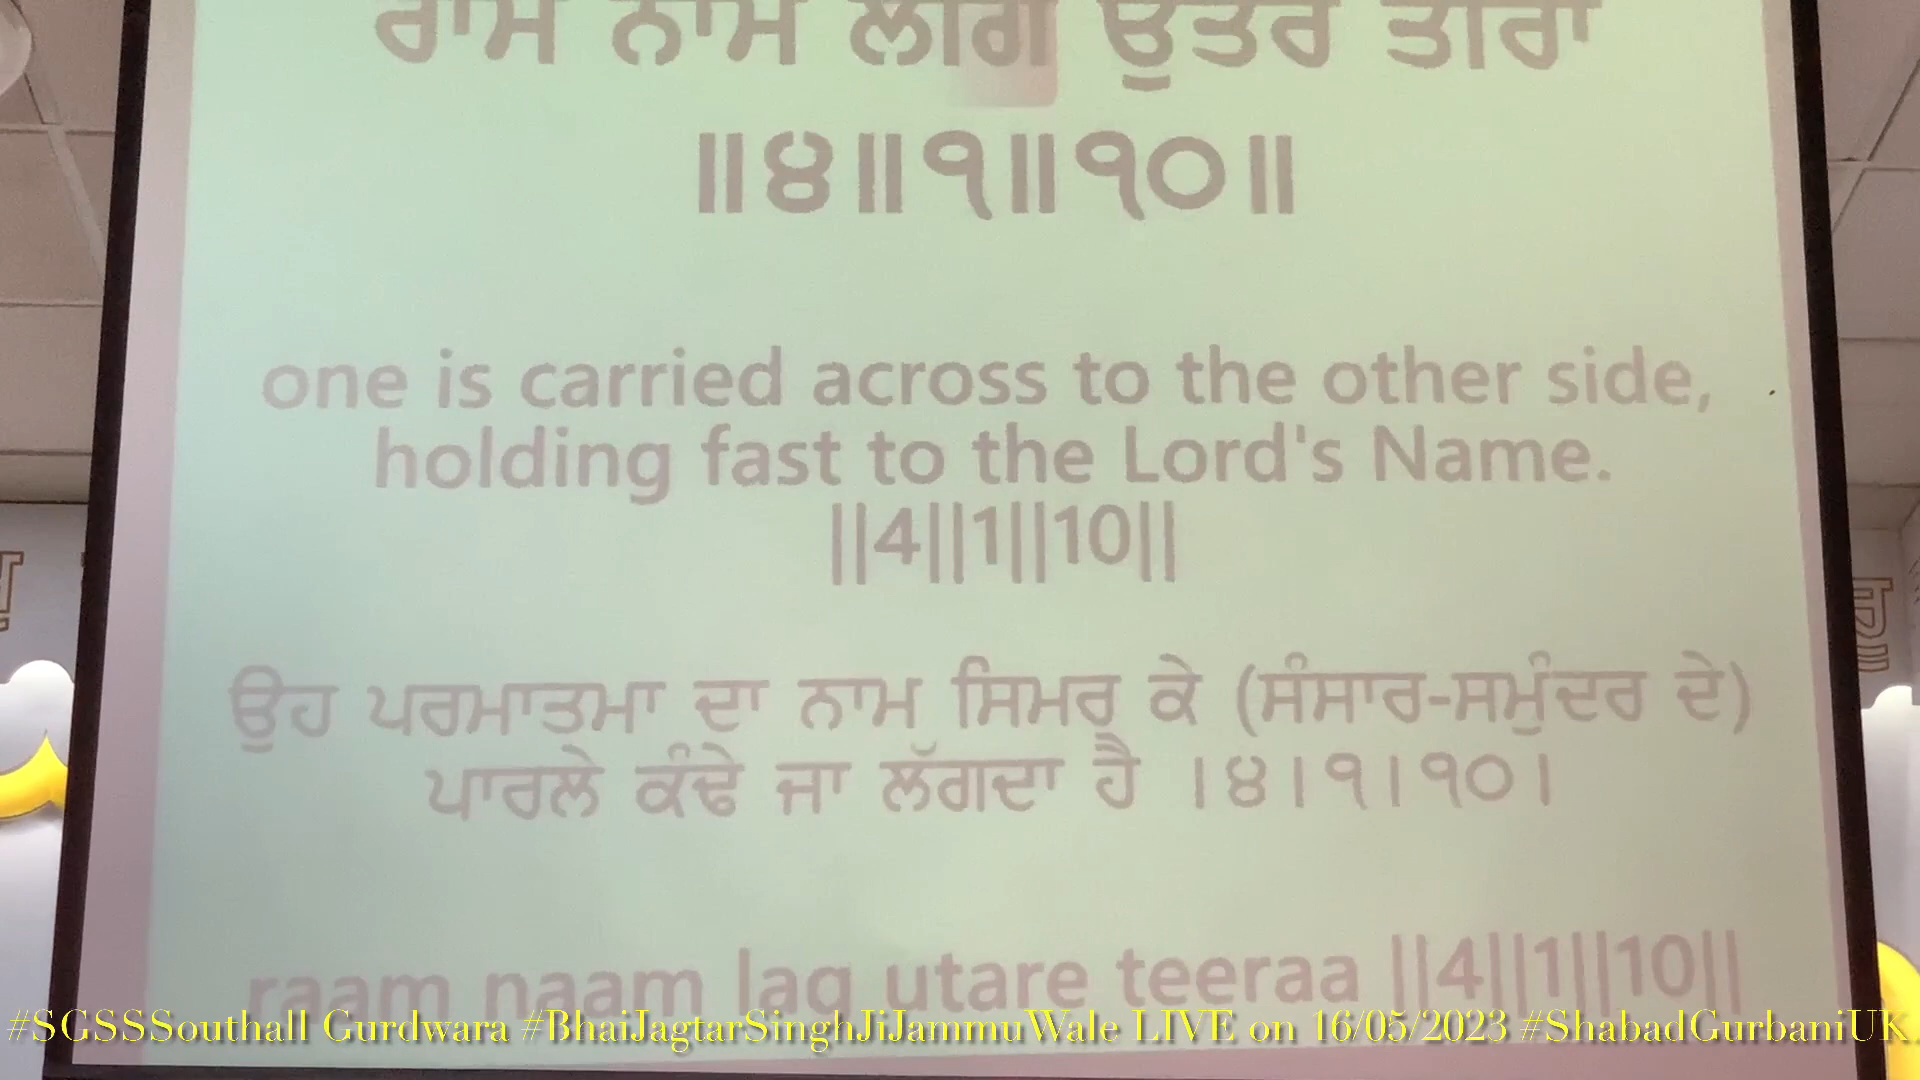 ਰਾਮ ਨਾਮ ਲਗਿ ਉਤਰੇ ਤੀਰਾ
॥੪॥੧॥੧੦॥
one is carried across to the other side,
holding fast to the Lord's Name.
||4||1||10||
ਉਹ ਪਰਮਾਤਮਾ ਦਾ ਨਾਮ ਸਿਮਰ ਕੇ (ਸੰਸਾਰ-ਸਮੁੰਦਰ ਦੇ)
ਪਾਰਲੇ ਕੰਢੇ ਜਾ ਲੱਗਦਾ ਹੈ ।੪।੧।੧੦।
raam naam lag utare teeraa ||4||1||10||
#SGSSSouthall Gurdwara #BhaiJagtarSinghJiJammuWale LIVE on 16/05/2023 #ShabadGurbaniUK